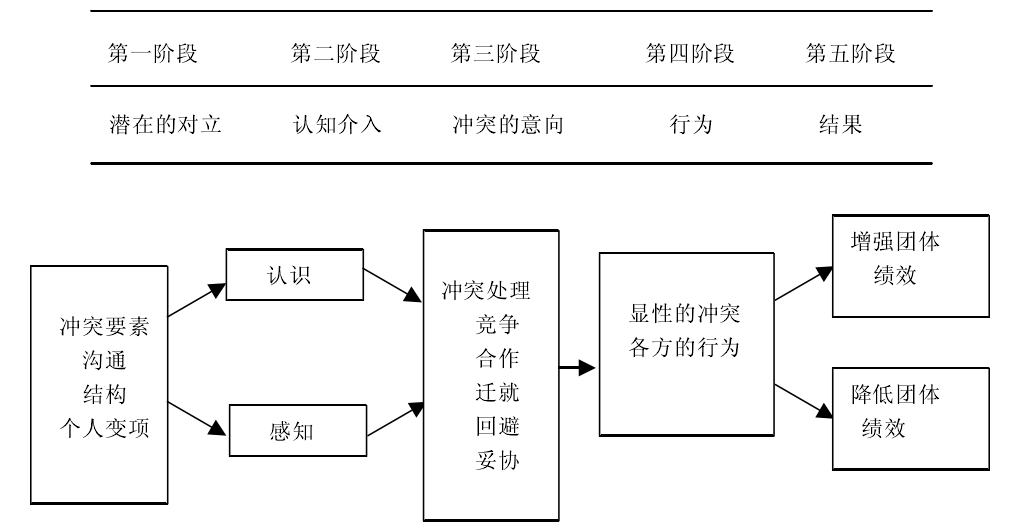 第一阶段 第二阶段 第三阶段 第四阶段 第五阶段
潜在的对立 认知介入 冲突的意向 行为 结果
冲突要素
沟通
结构
个人变项
认识
感知
冲突处理
竞争
合作
迁就
回避
妥协
显性的冲突
各方的行为
增强团体
绩效
降低团体
绩效